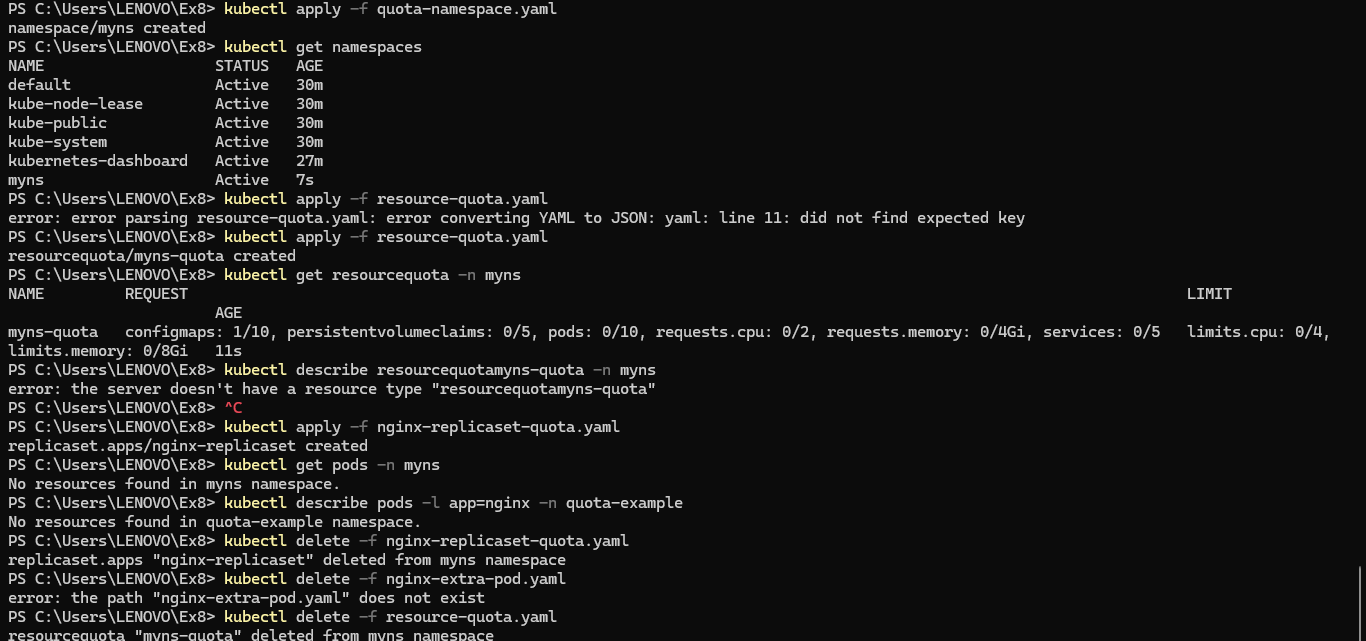 PS C:\Users\LENOVO\Ex8> kubectl apply -f quota-namespace.yaml
namespace/myns created
PS C:\Users\LENOVO\Ex8> kubectl get namespaces
NAME                   STATUS   AGE
default                Active   30m
kube-node-lease        Active   30m
kube-public            Active   30m
kube-system            Active   30m
kubernetes-dashboard   Active   27m
myns                   Active   7s
PS C:\Users\LENOVO\Ex8> kubectl apply -f resource-quota.yaml
error: error parsing resource-quota.yaml: error converting YAML to JSON: yaml: line 11: did not find expected key
PS C:\Users\LENOVO\Ex8> kubectl apply -f resource-quota.yaml
resourcequota/myns-quota created
PS C:\Users\LENOVO\Ex8> kubectl get resourcequota -n myns
NAME         REQUEST                                                                                                               LIMIT
                       AGE
myns-quota   configmaps: 1/10, persistentvolumeclaims: 0/5, pods: 0/10, requests.cpu: 0/2, requests.memory: 0/4Gi, services: 0/5   limits.cpu: 0/4,
limits.memory: 0/8Gi   11s
PS C:\Users\LENOVO\Ex8> kubectl describe resourcequotamyns-quota -n myns
error: the server doesn't have a resource type "resourcequotamyns-quota"
PS C:\Users\LENOVO\Ex8> ^C
PS C:\Users\LENOVO\Ex8> kubectl apply -f nginx-replicaset-quota.yaml
replicaset.apps/nginx-replicaset created
PS C:\Users\LENOVO\Ex8> kubectl get pods -n myns
No resources found in myns namespace.
PS C:\Users\LENOVO\Ex8> kubectl describe pods -l app=nginx -n quota-example
No resources found in quota-example namespace.
PS C:\Users\LENOVO\Ex8> kubectl delete -f nginx-replicaset-quota.yaml
replicaset.apps "nginx-replicaset" deleted from myns namespace
PS C:\Users\LENOVO\Ex8> kubectl delete -f nginx-extra-pod.yaml
error: the path "nginx-extra-pod.yaml" does not exist
PS C:\Users\LENOVO\Ex8> kubectl delete -f resource-quota.yaml
resourcequota "myns-quota" deleted from myns namespace